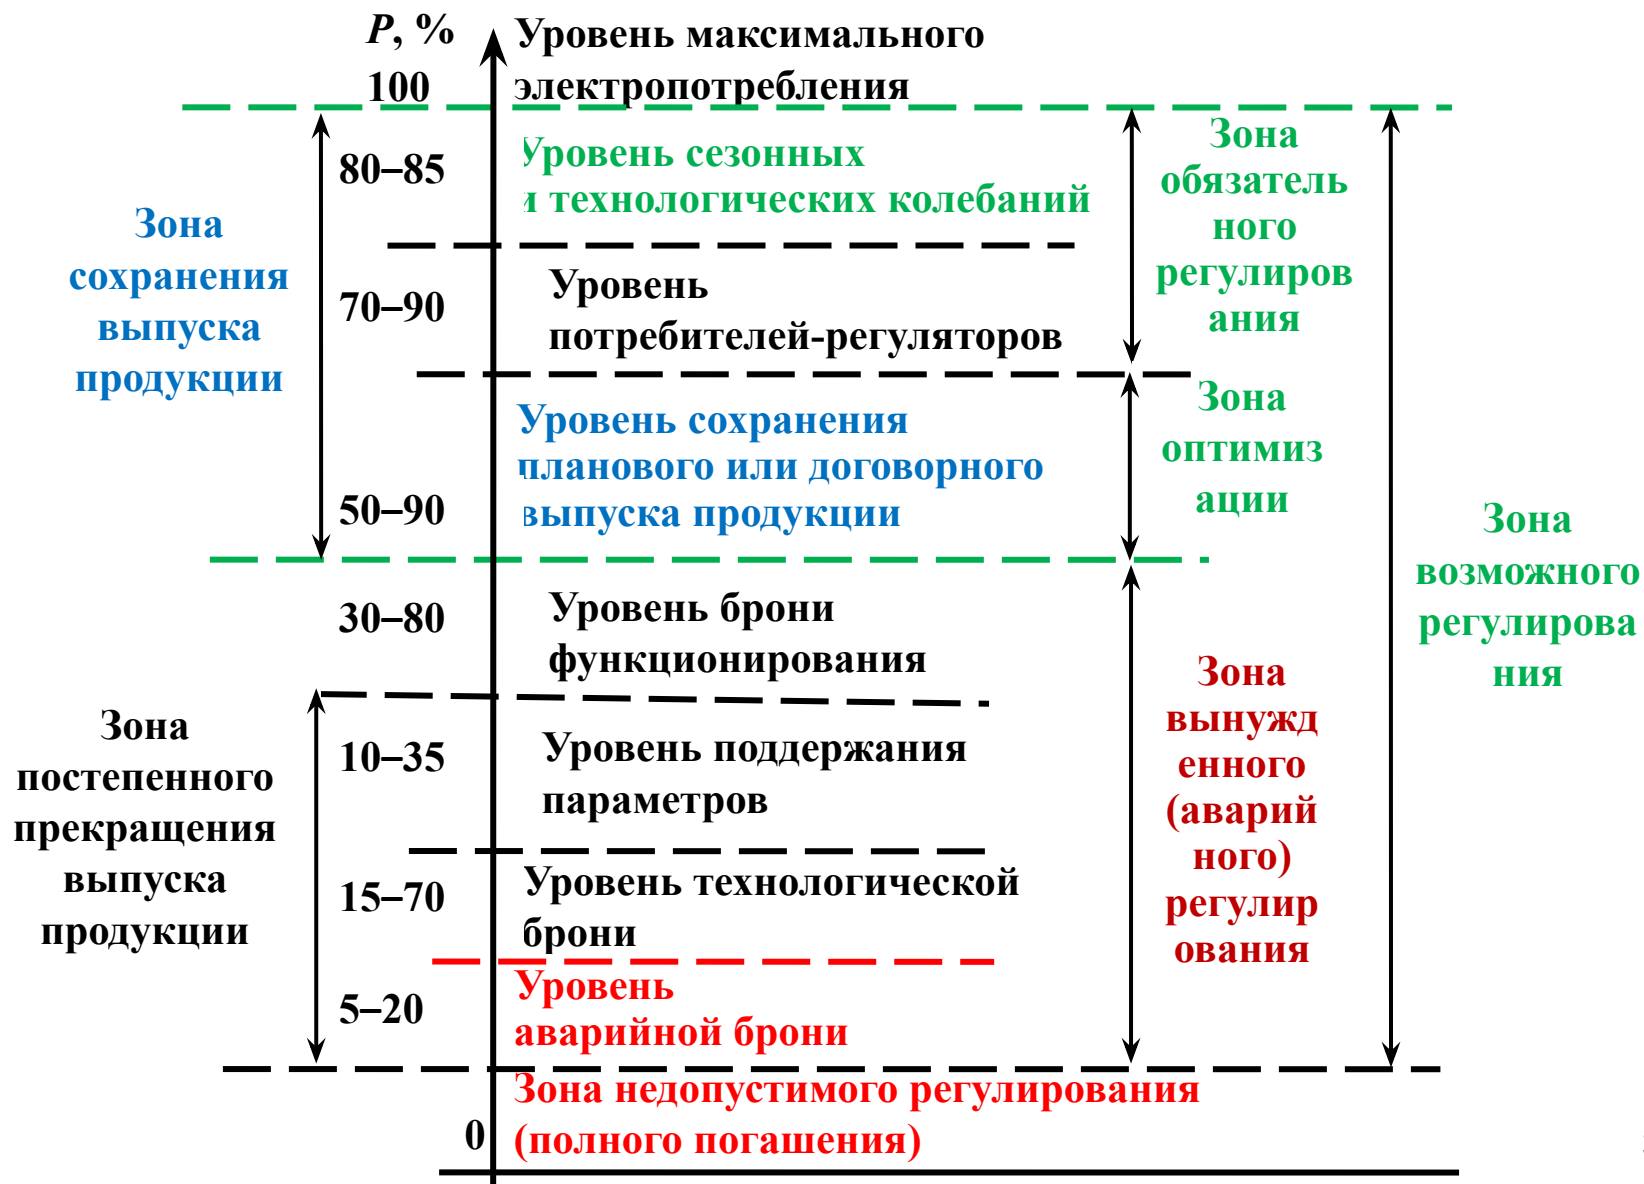 P, %
Уровень максимального
электропотребления
100
80–85
Уровень сезонных
и технологических колебаний
Зона
обязатель
ного
регулиров
ания
Зона
сохранения
выпуска
продукции
70–90
Уровень
потребителей-регуляторов
Уровень сохранения
планового или договорного
выпуска продукции
50–90
Зона
оптимиз
ации
Зона
возможного
регулирова
ния
30–80
Уровень брони
функционирования
Зона
вынужд
енного
(аварий
ного)
регулир
ования
Зона
постепенного
прекращения
выпуска
продукции
10–35
Уровень поддержания
параметров
15–70
Уровень технологической
брони
5–20
Уровень
аварийной брони
Зона недопустимого регулирования
(полного погашения)
0